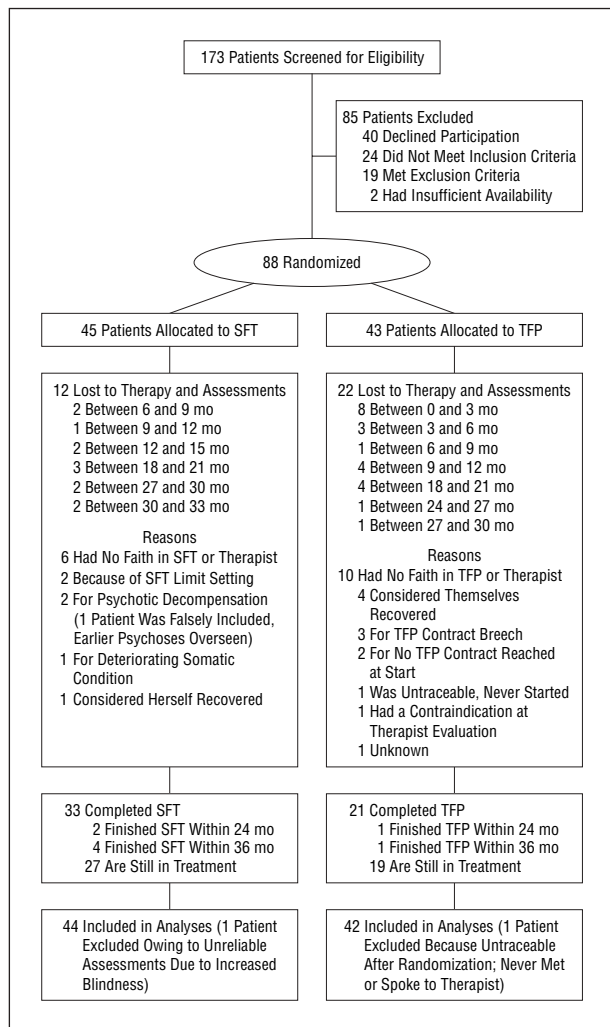 173 Patients Screened for Eligibility
85 Patients Excluded
40 Declined Participation
24 Did Not Meet Inclusion Criteria
19 Met Exclusion Criteria
2 Had Insufficient Availability
88 Randomized
45 Patients Allocated to SFT
12 Lost to Therapy and Assessments
2 Between 6 and 9 mo
1 Between 9 and 12 mo
2 Between 12 and 15 mo
3 Between 18 and 21 mo
2 Between 27 and 30 mo
2 Between 30 and 33 mo
Reasons
6 Had No Faith in SFT or Therapist
2 Because of SFT Limit Setting
2 For Psychotic Decompensation
(1 Patient Was Falsely Included,
Earlier Psychoses Overseen)
1 For Deteriorating Somatic
Condition
1 Considered Herself Recovered
33 Completed SFT
2 Finished SFT Within 24 mo
4 Finished SFT Within 36 mo
27 Are Still in Treatment
44 Included in Analyses (1 Patient
Excluded Owing to Unreliable
Assessments Due to Increased
Blindness)
43 Patients Allocated to TFP
22 Lost to Therapy and Assessments
8 Between 0 and 3 mo
3 Between 3 and 6 mo
1 Between 6 and 9 mo
4 Between 9 and 12 mo
4 Between 18 and 21 mo
1 Between 24 and 27 mo
1 Between 27 and 30 mo
Reasons
10 Had No Faith in TFP or Therapist
4 Considered Themselves
Recovered
3 For TFP Contract Breech
2 For No TFP Contract Reached
at Start
1 Was Untraceable, Never Started
1 Had a Contraindication at
Therapist Evaluation
1 Unknown
21 Completed TFP
1 Finished TFP Within 24 mo
1 Finished TFP Within 36 mo
19 Are Still in Treatment
42 Included in Analyses (1 Patient
Excluded Because Untraceable
After Randomization; Never Met
or Spoke to Therapist)